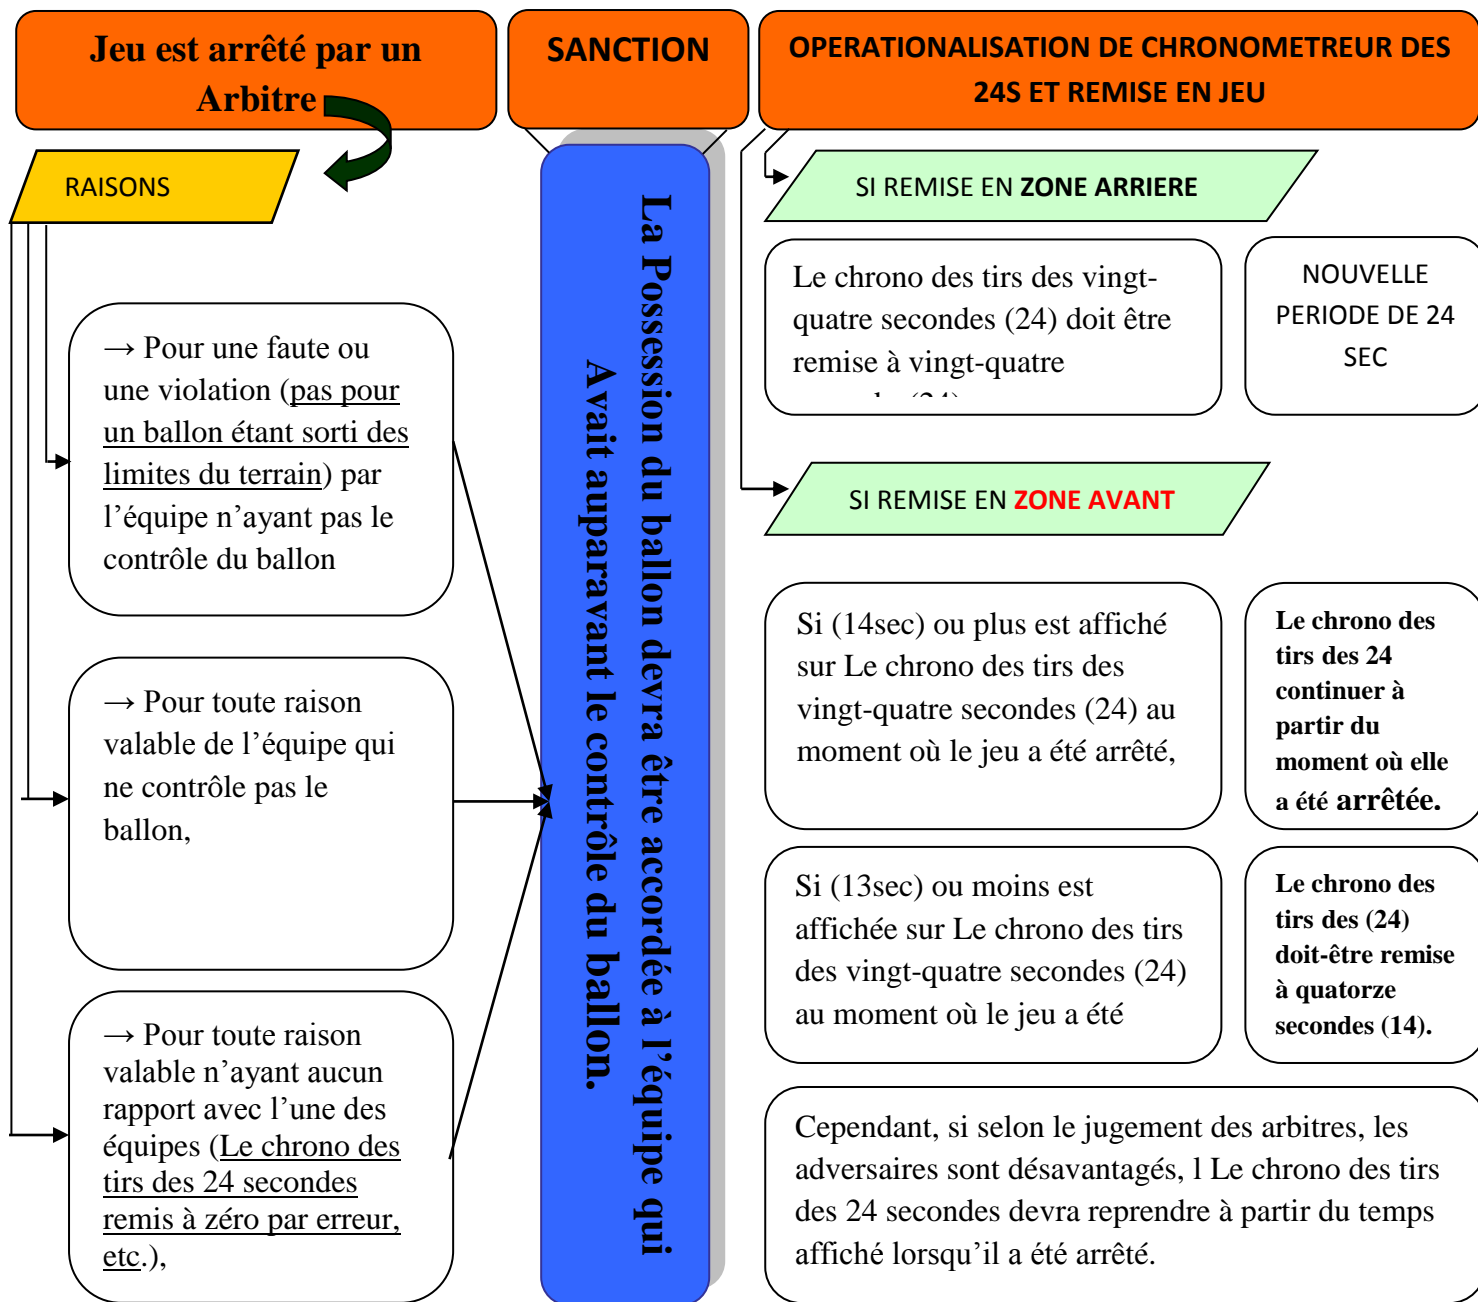 Jeu est arrêté par un
Arbitre
RAISONS
→ Pour une faute ou
une violation (pas pour
un ballon étant sorti des
limites du terrain) par
l’équipe n’ayant pas le
contrôle du ballon
→ Pour toute raison
valable de l’équipe qui
ne contrôle pas le
ballon,
→ Pour toute raison
valable n’ayant aucun
rapport avec l’une des
équipes (Le chrono des
tirs des 24 secondes
remis à zéro par erreur,
etc.),
SANCTION
La Possession du ballon devra être accordée à l’équipe qui
Avait auparavant le contrôle du ballon.
OPERATIONALISATION DE CHRONOMETREUR DES
24S ET REMISE EN JEU
SI REMISE EN ZONE ARRIERE
Le chrono des tirs des vingt-
quatre secondes (24) doit être
remise à vingt-quatre
NOUVELLE
PERIODE DE 24
SEC
SI REMISE EN ZONE AVANT
Si (14sec) ou plus est affiché
sur Le chrono des tirs des
vingt-quatre secondes (24) au
moment où le jeu a été arrêté,
Le chrono des
tirs des 24
continuer à
partir du
moment où elle
a été arrêtée.
Si (13sec) ou moins est
affichée sur Le chrono des tirs
des vingt-quatre secondes (24)
au moment où le jeu a été
Le chrono des
tirs des (24)
doit-être remise
à quatorze
secondes (14).
Cependant, si selon le jugement des arbitres, les
adversaires sont désavantagés, l Le chrono des tirs
des 24 secondes devra reprendre à partir du temps
affiché lorsqu’il a été arrêté.